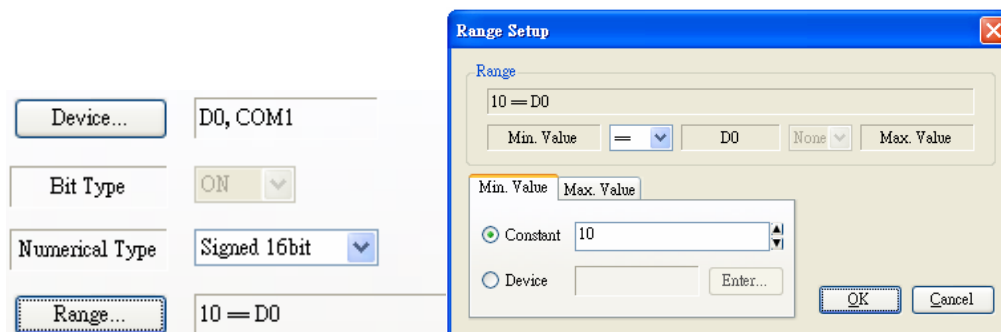 Device... D0, COM1
Bit Type ON
Numerical Type Signed 16bit
Range... 10 == D0
Range Setup
Range
10 == D0
Min. Value == D0 None Max. Value
Min. Value Max. Value
Constant 10
Device Enter...
OK Cancel